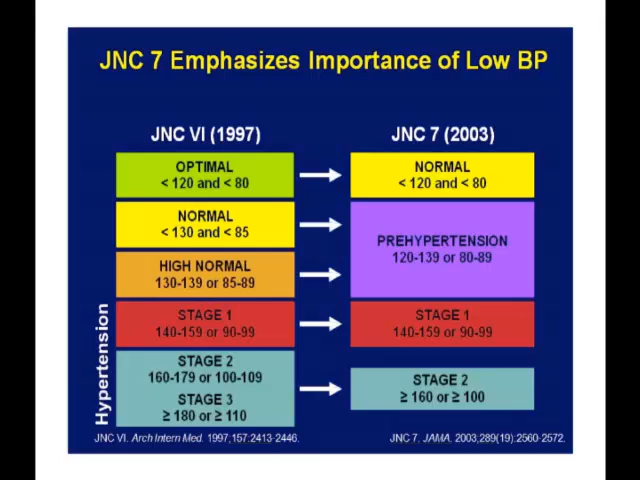 JNC 7 Emphasizes Importance of Low BP
JNC VI (1997)
JNC 7 (2003)
OPTIMAL
< 120 and < 80
NORMAL
< 120 and < 80
NORMAL
< 130 and < 85
PREHYPERTENSION
120-139 or 80-89
HIGH NORMAL
130-139 or 85-89
Hypertension
STAGE 1
140-159 or 90-99
STAGE 1
140-159 or 90-99
STAGE 2
160-179 or 100-109
STAGE 3
≥ 180 or ≥ 110
STAGE 2
≥ 160 or ≥ 100
JNC VI. Arch Intern Med. 1997;157:2413-2446.
JNC 7. JAMA. 2003;289(19):2560-2572.